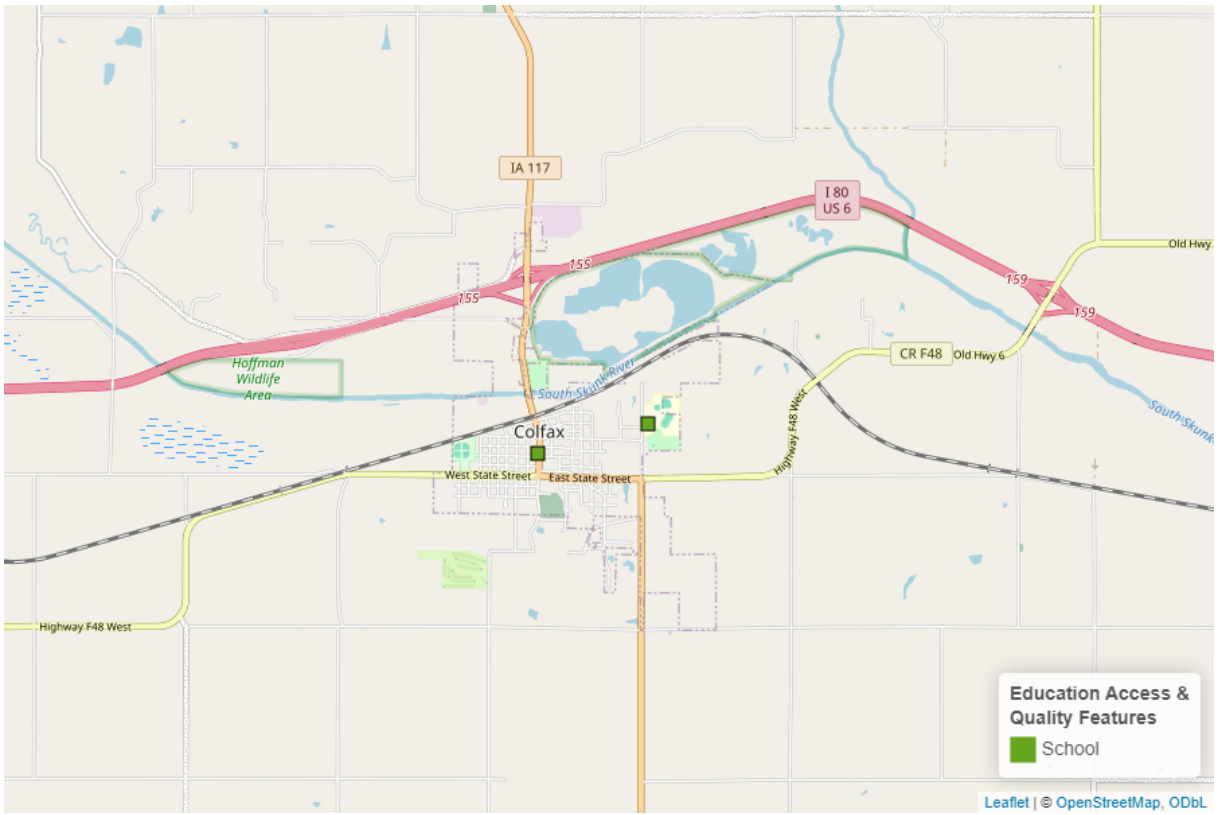 IA 117
I 80
US 6
Old Hwy
155
155
159
159
Hoffman
Wildlife
Area
CR F48
Old Hwy 6
South Skunk River
South Skunk
Highway F48 West
Colfax
West State Street
East State Street
Highway F48 West
Education Access &
Quality Features
School
Leaflet | © OpenStreetMap, ODbL